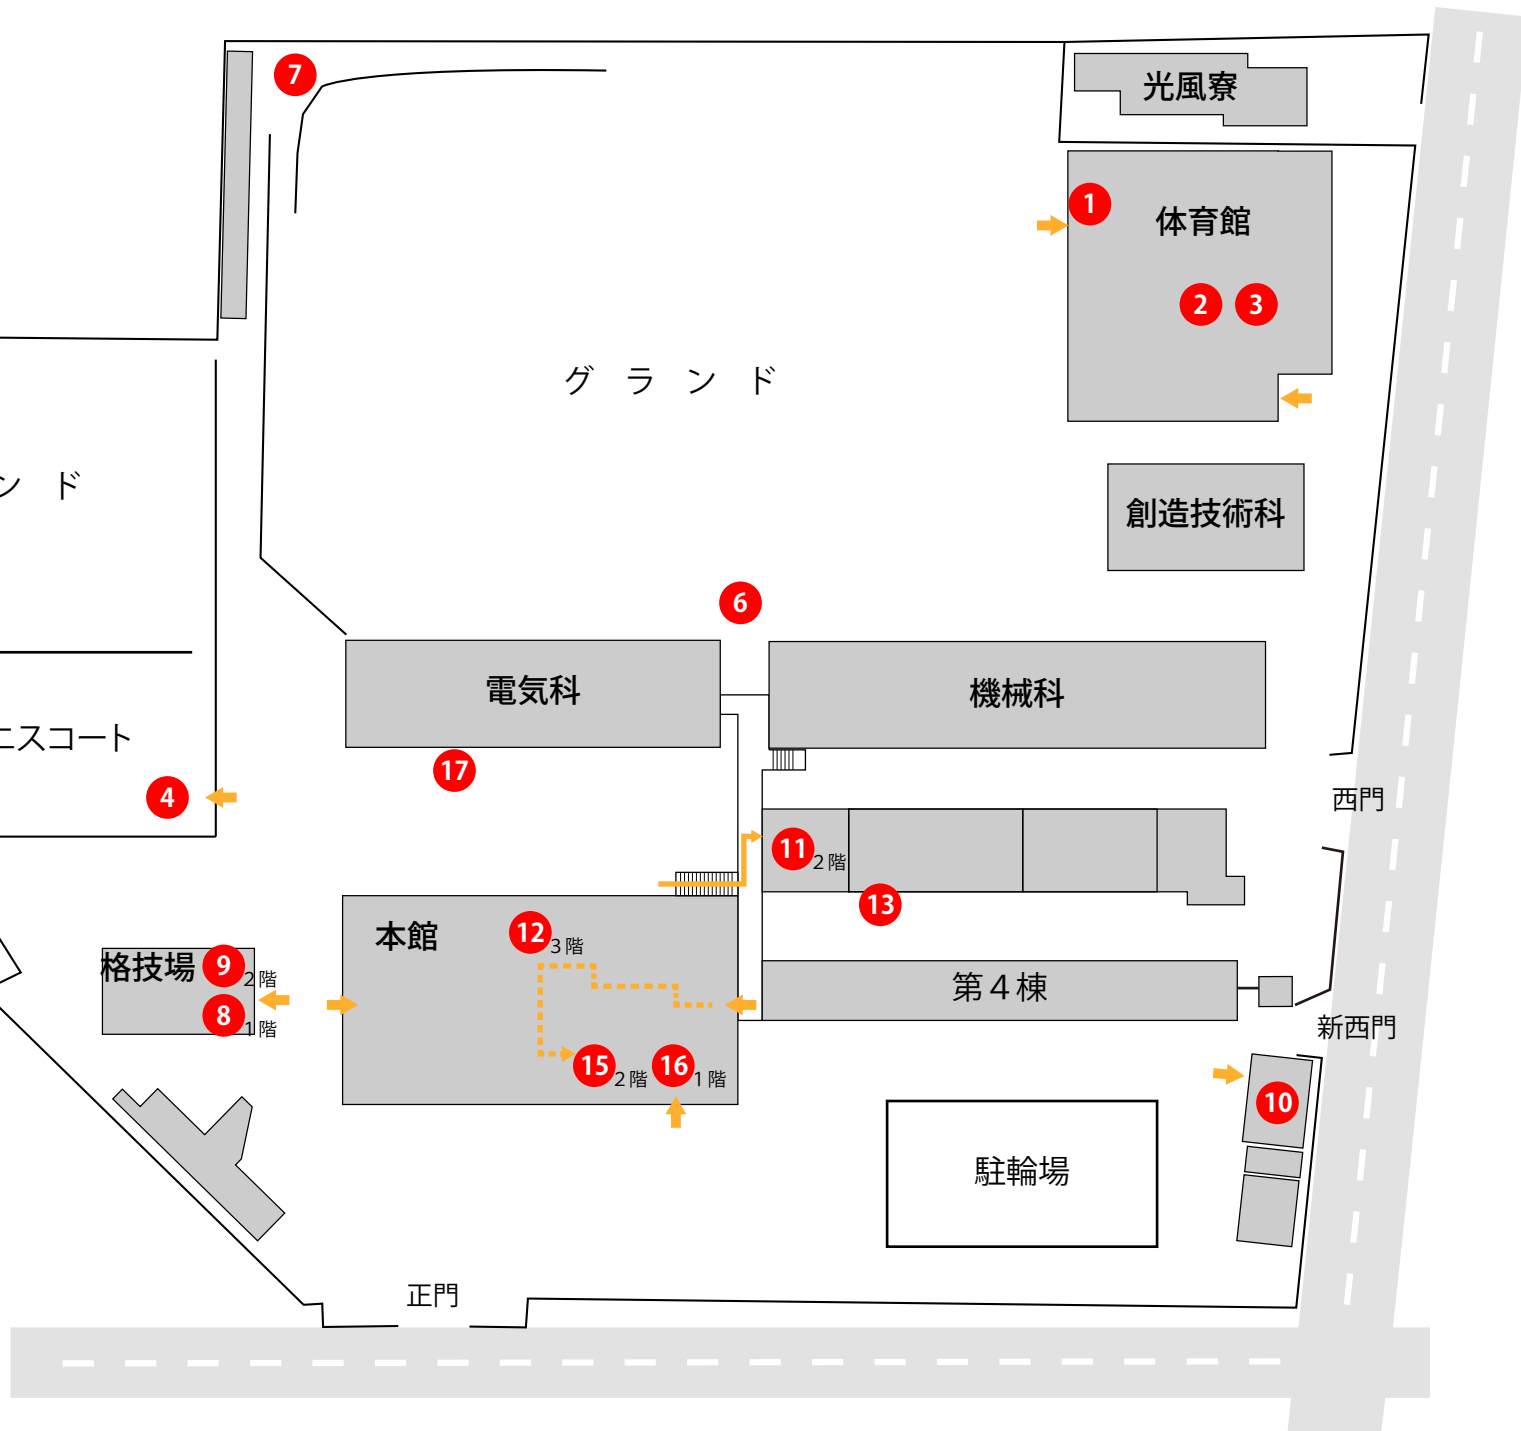 7
光風寮
1
体育館
2 3
グランド
ンド
創造技術科
6
電気科
機械科
17
スコート
4
西門
11 2階
13
本館
12 3階
格技場
9 2階
8 1階
第4棟
新西門
15 2階
16 1階
10
駐輪場
正門